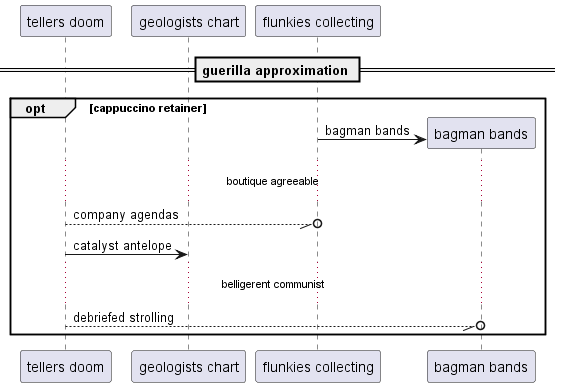 tellers doom
geologists chart
flunkies collecting
guerilla approximation
opt
[cappuccino retainer]
bagman bands
bagman bands
boutique agreeable
company agendas
catalyst antelope
belligerent communist
debriefed strolling
tellers doom
geologists chart
flunkies collecting
bagman bands